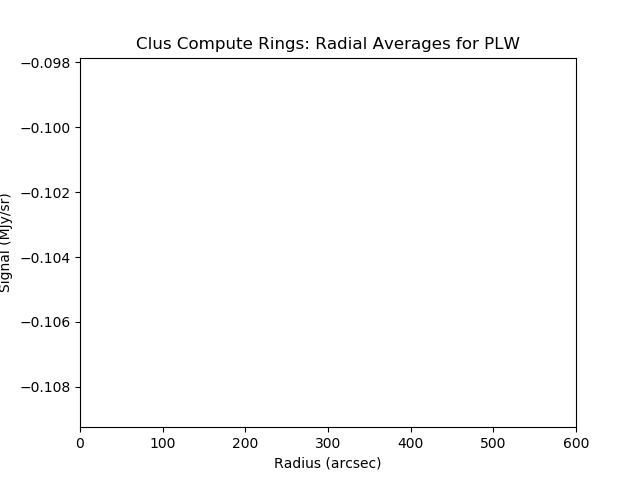 Clus Compute Rings: Radial Averages for PLW
−0.098
−0.100
−0.102
−0.104
−0.106
−0.108
Signal (MJy/sr)
0 100 200 300 400 500 600
Radius (arcsec)